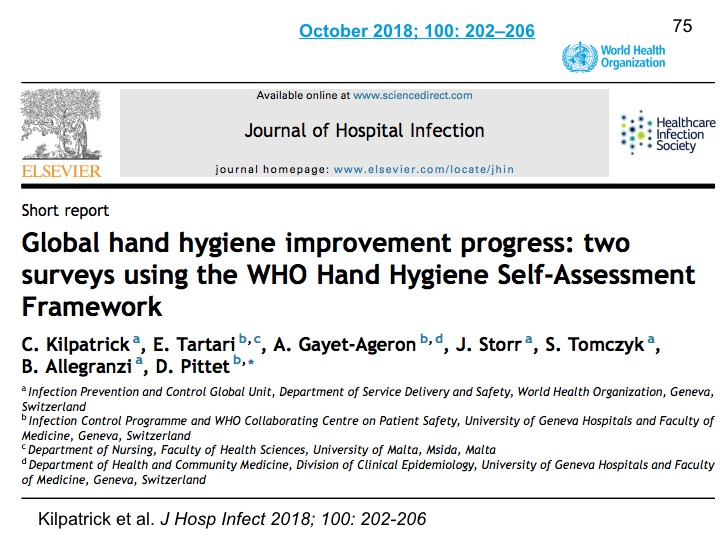 October 2018; 100: 202–206
75
World Health
Organization
Available online at www.sciencedirect.com
Journal of Hospital Infection
journal homepage: www.elsevier.com/locate/jhin
ELSEVIER
Healthcare
Infection
Society
Short report
Global hand hygiene improvement progress: two
surveys using the WHO Hand Hygiene Self-Assessment
Framework
C. Kilpatrick a, E. Tartari b, c, A. Gayet-Ageron b, d, J. Storr a, S. Tomczyk a,
B. Allegranzi a, D. Pittet b, *
a Infection Prevention and Control Global Unit, Department of Service Delivery and Safety, World Health Organization, Geneva,
Switzerland
b Infection Control Programme and WHO Collaborating Centre on Patient Safety, University of Geneva Hospitals and Faculty of
Medicine, Geneva, Switzerland
c Department of Nursing, Faculty of Health Sciences, University of Malta, Msida, Malta
d Department of Health and Community Medicine, Division of Clinical Epidemiology, University of Geneva Hospitals and Faculty
of Medicine, Geneva, Switzerland
Kilpatrick et al. J Hosp Infect 2018; 100: 202-206